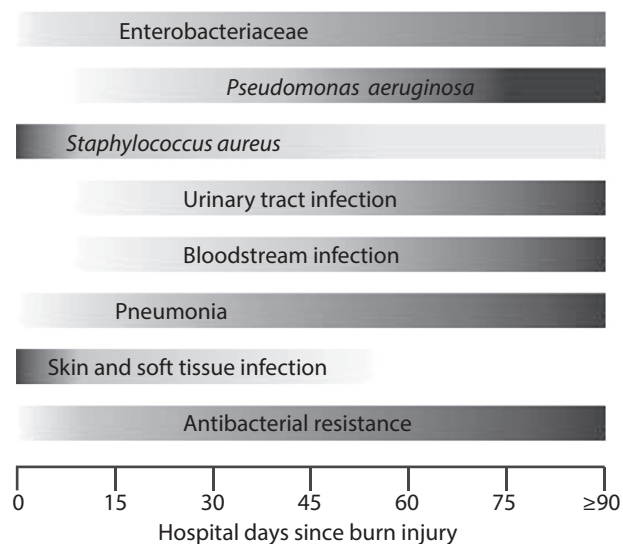 Enterobacteriaceae
Pseudomonas aeruginosa
Staphylococcus aureus
Urinary tract infection
Bloodstream infection
Pneumonia
Skin and soft tissue infection
Antibacterial resistance
0 15 30 45 60 75 ≥90
Hospital days since burn injury